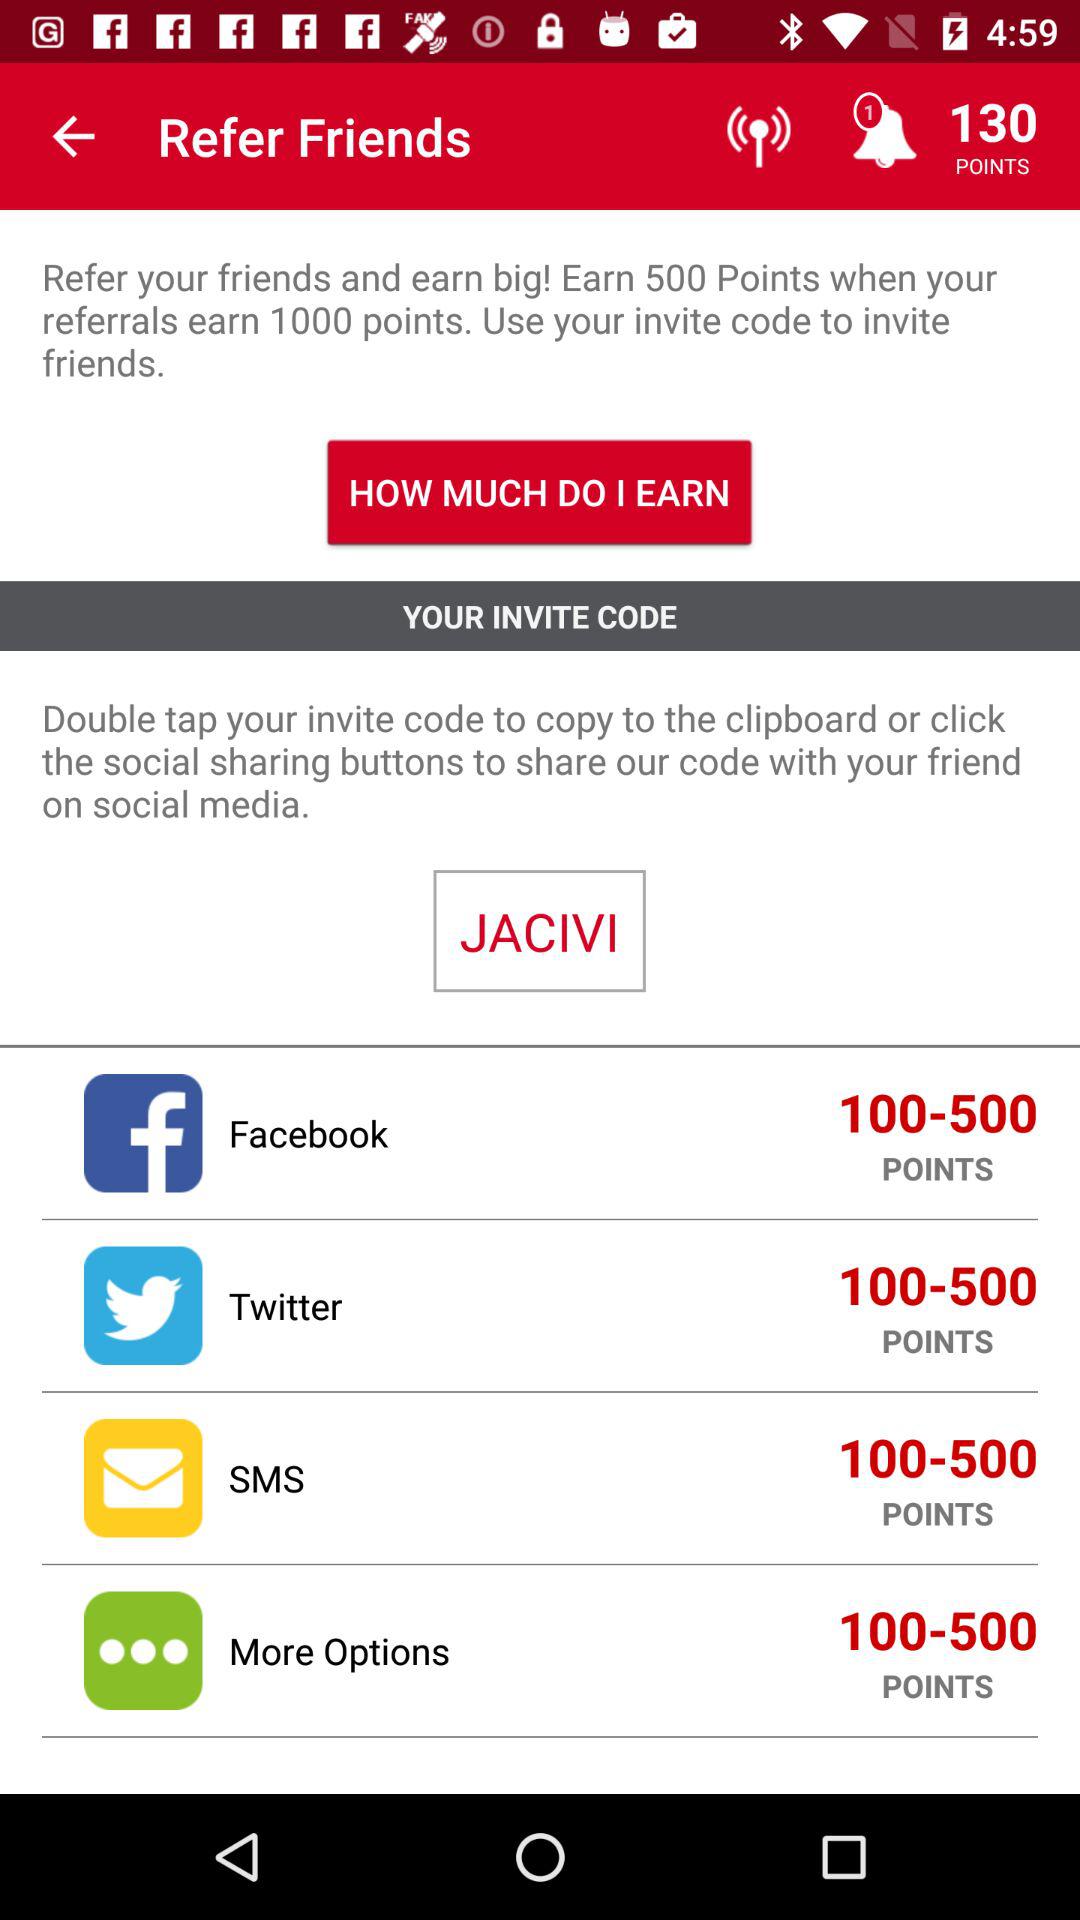 FAKE
4:59
Refer Friends
1
130
POINTS
Refer your friends and earn big! Earn 500 Points when your
referrals earn 1000 points. Use your invite code to invite
friends.
HOW MUCH DO I EARN
YOUR INVITE CODE
Double tap your invite code to copy to the clipboard or click
the social sharing buttons to share our code with your friend
on social media.
JACIVI
Facebook
100-500
POINTS
Twitter
100-500
POINTS
SMS
100-500
POINTS
More Options
100-500
POINTS